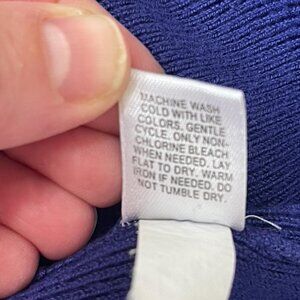 MACHINE WASH
COLD WITH LIKE
COLORS. GENTLE
CYCLE. ONLY NON-
CHLORINE BLEACH
WHEN NEEDED. LAY
FLAT TO DRY. WARM
IRON IF NEEDED. DO
NOT TUMBLE DRY.